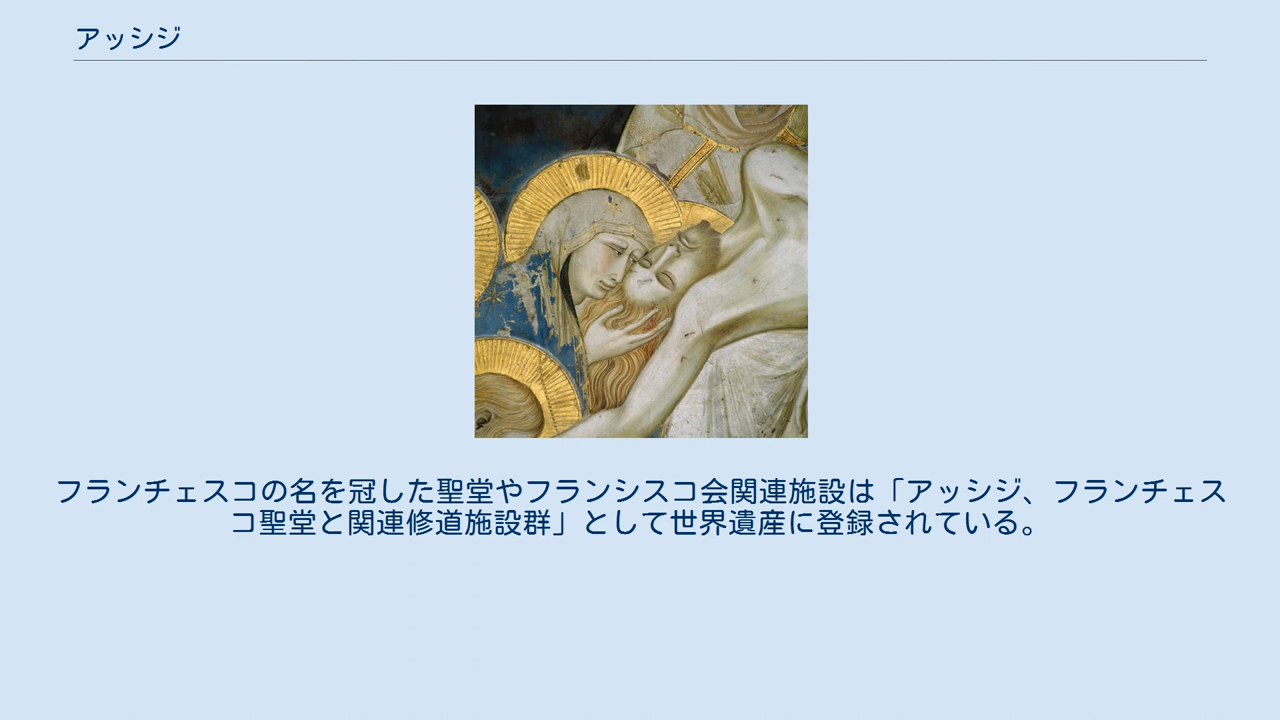 アッシジ
フランチェスコの名を冠した聖堂やフランシスコ会関連施設は「アッシジ、フランチェス
コ聖堂と関連修道施設群」として世界遺産に登録されている。